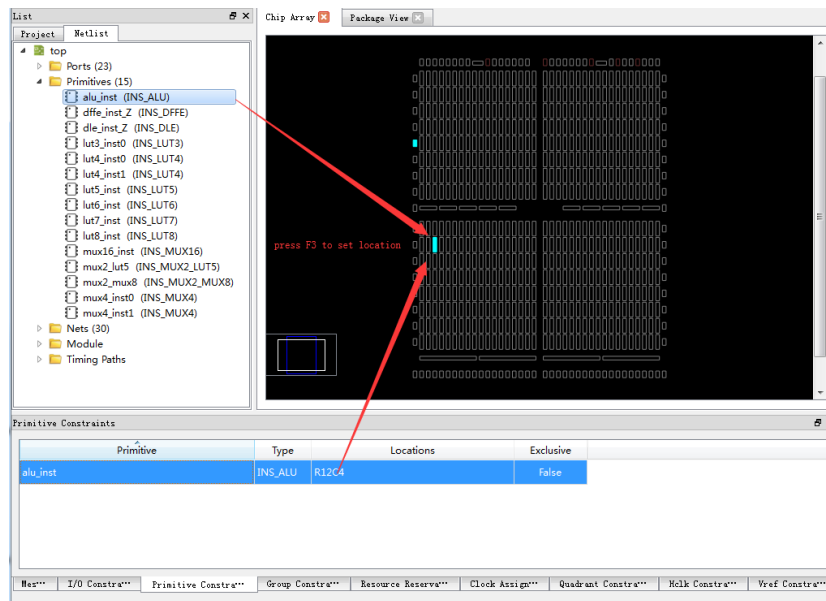 List
Project Netlist
top
Ports (23)
Primitives (15)
alu_inst (INS_ALU)
dffe_inst_Z (INS_DFFE)
dle_inst_Z (INS_DLE)
lut3_inst0 (INS_LUT3)
lut4_inst0 (INS_LUT4)
lut4_inst1 (INS_LUT4)
lut5_inst (INS_LUT5)
lut6_inst (INS_LUT6)
lut7_inst (INS_LUT7)
lut8_inst (INS_LUT8)
mux16_inst (INS_MUX16)
mux2_lut5 (INS_MUX2_LUT5)
mux2_mux8 (INS_MUX2_MUX8)
mux4_inst0 (INS_MUX4)
mux4_inst1 (INS_MUX4)
Nets (30)
Module
Timing Paths
Chip Array Package View
press F3 to set location
Primitive Constraints
Primitive Type Locations Exclusive
alu_inst INS_ALU R12C4 False
Mes··· I/O Constra··· Primitive Constra··· Group Constra··· Resource Reserva··· Clock Assign··· Quadrant Constra··· Hclk Constra··· Vref Constra···